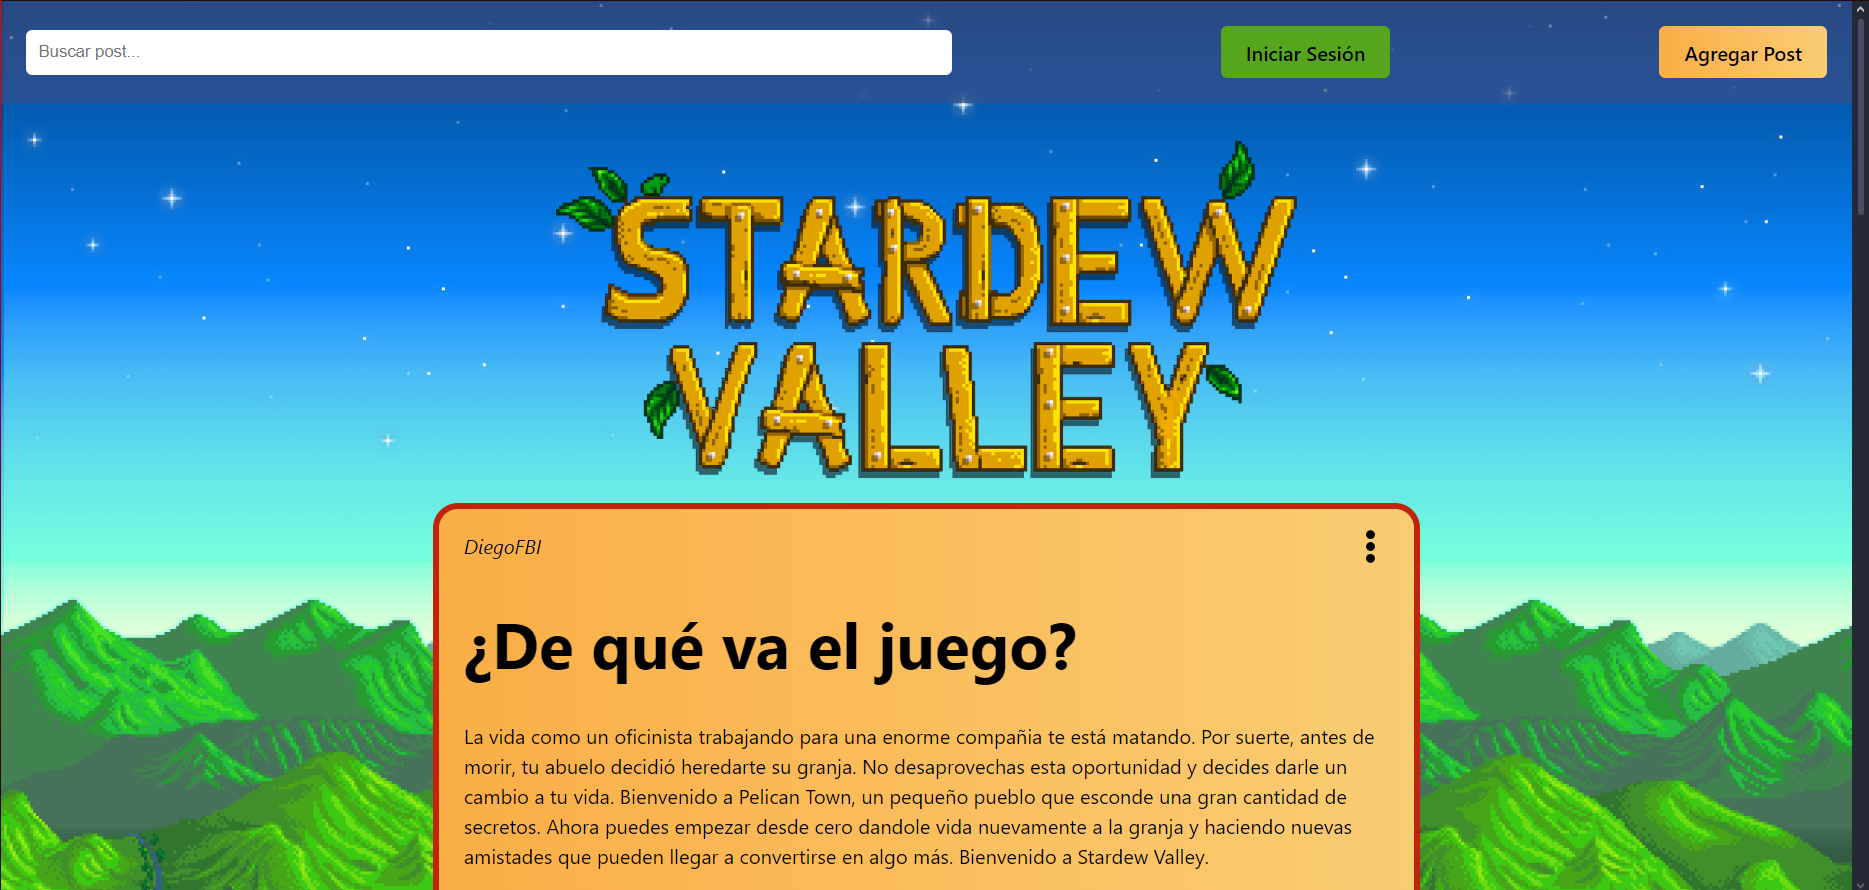 Buscar post...
Iniciar Sesión
Agregar Post
STARDEW
VALLEY
DiegoFBI
¿De qué va el juego?
La vida como un oficinista trabajando para una enorme compañia te está matando. Por suerte, antes de
morir, tu abuelo decidió heredarte su granja. No desaprovechas esta oportunidad y decides darle un
cambio a tu vida. Bienvenido a Pelican Town, un pequeño pueblo que esconde una gran cantidad de
secretos. Ahora puedes empezar desde cero dandole vida nuevamente a la granja y haciendo nuevas
amistades que pueden llegar a convertirse en algo más. Bienvenido a Stardew Valley.